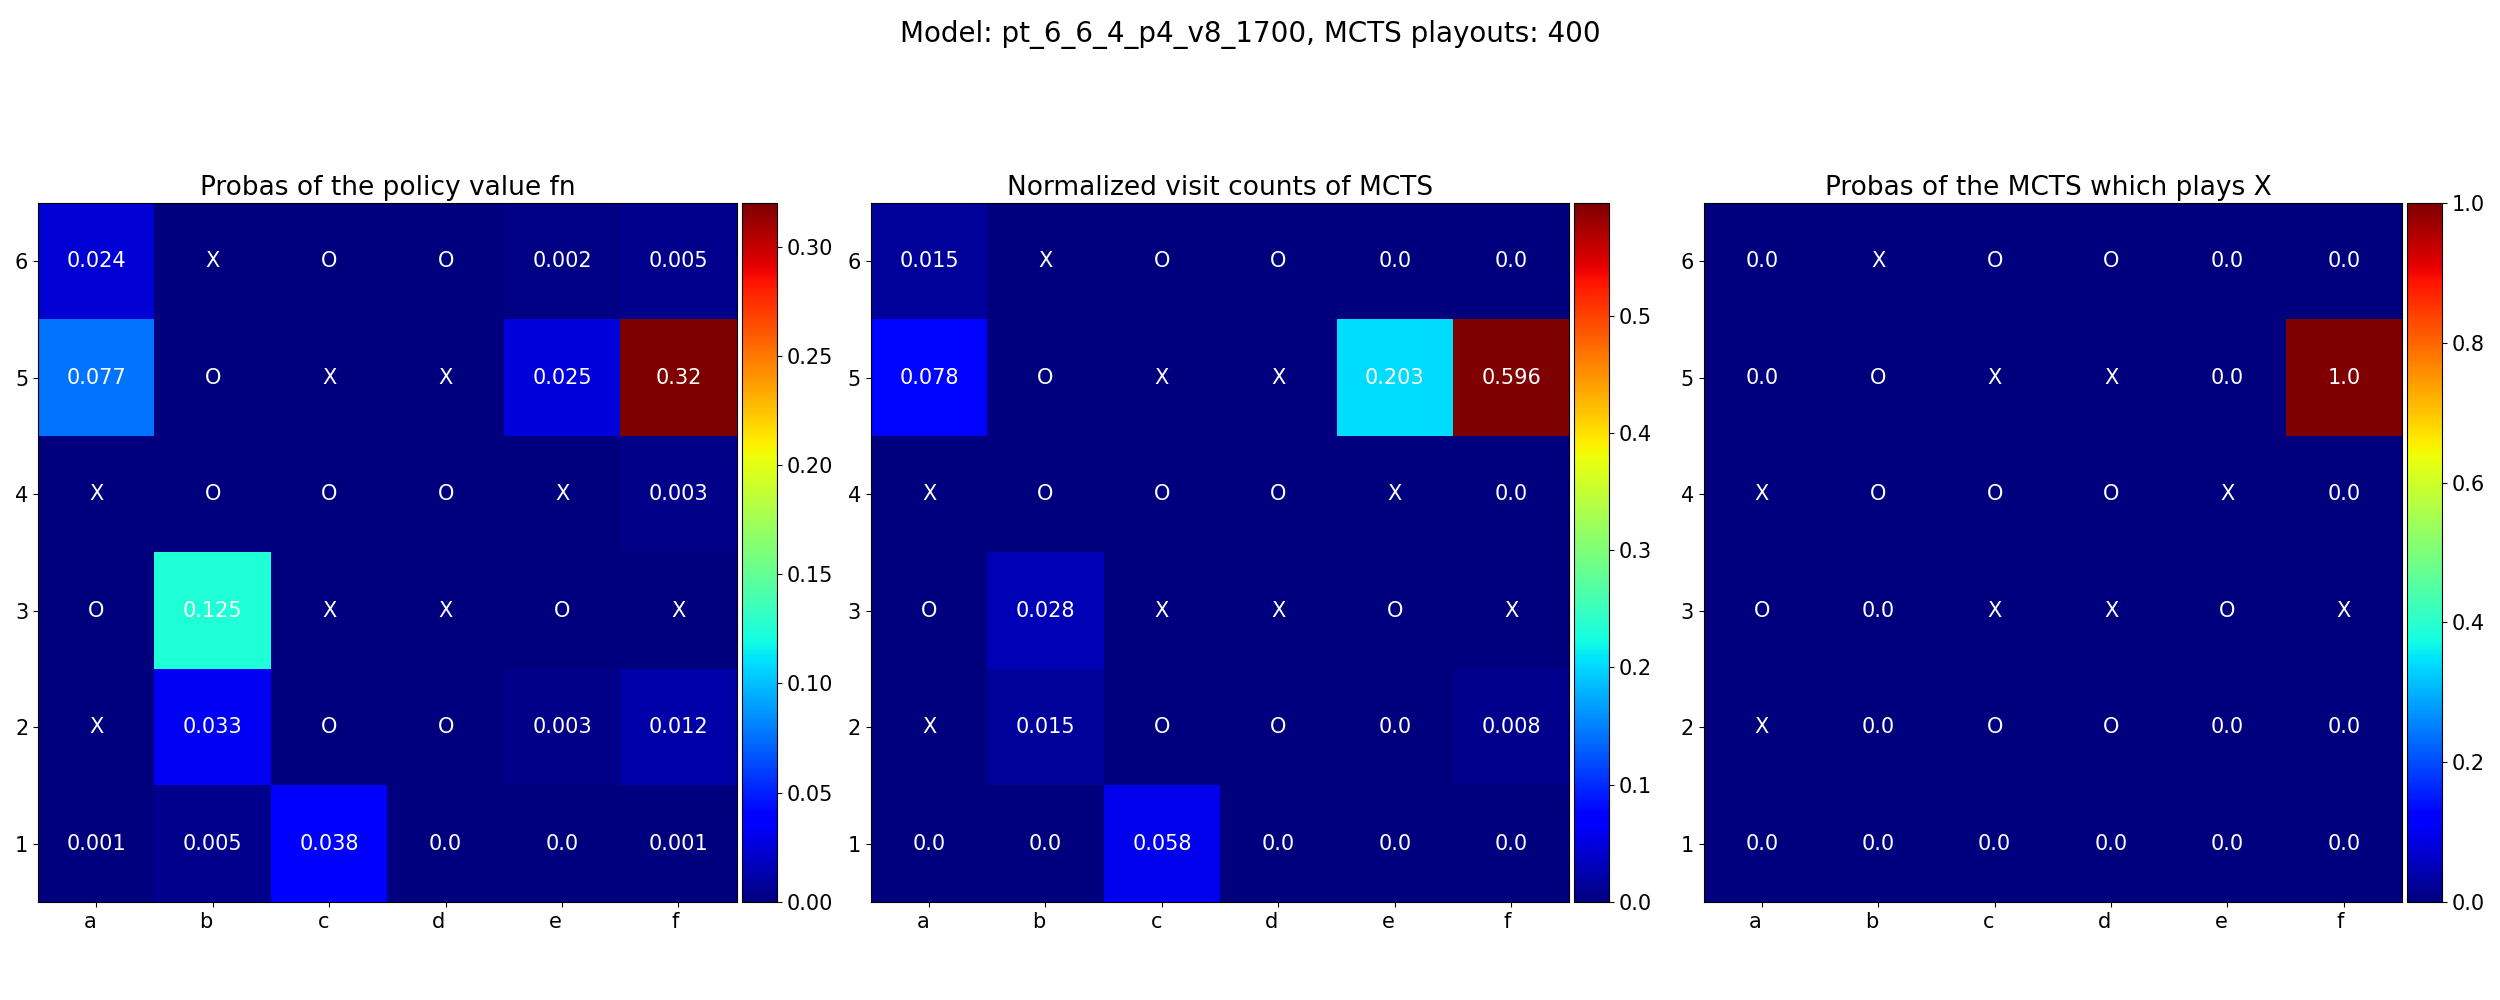 Model: pt_6_6_4_p4_v8_1700, MCTS playouts: 400
Probas of the policy value fn
6 0.024 X O O 0.002 0.005
5 0.077 O X X 0.025 0.32
4 X O O O X 0.003
3 O 0.125 X X O X
2 X 0.033 O O 0.003 0.012
1 0.001 0.005 0.038 0.0 0.0 0.001
a b c d e f
0.30
0.25
0.20
0.15
0.10
0.05
0.00
Normalized visit counts of MCTS
6 0.015 X O O 0.0 0.0
5 0.078 O X X 0.203 0.596
4 X O O O X 0.0
3 O 0.028 X X O X
2 X 0.015 O O 0.0 0.008
1 0.0 0.0 0.058 0.0 0.0 0.0
a b c d e f
0.5
0.4
0.3
0.2
0.1
0.0
Probas of the MCTS which plays X
6 0.0 X O O 0.0 0.0
5 0.0 O X X 0.0 1.0
4 X O O O X 0.0
3 O 0.0 X X O X
2 X 0.0 O O 0.0 0.0
1 0.0 0.0 0.0 0.0 0.0 0.0
a b c d e f
1.0
0.8
0.6
0.4
0.2
0.0